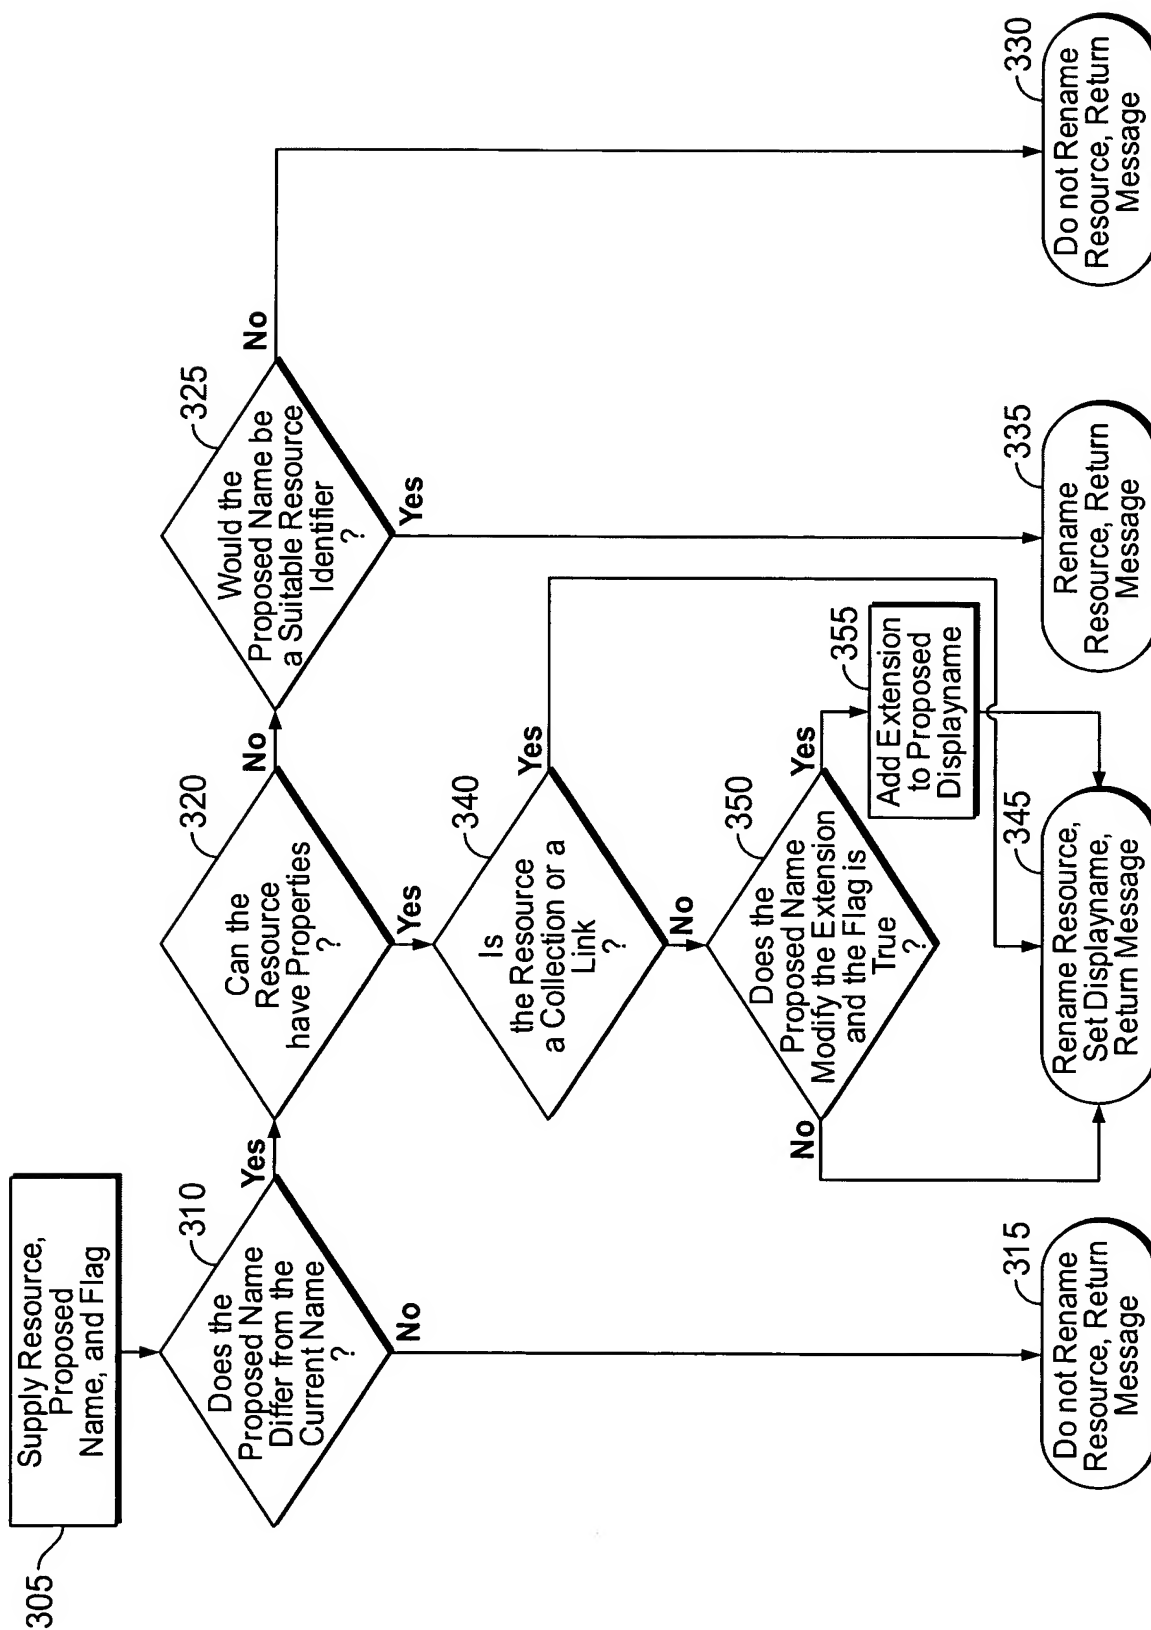 305
Supply Resource,
Proposed
Name, and Flag
310
Does the
Proposed Name
Differ from the
Current Name
?
Yes
No
315
Do not Rename
Resource, Return
Message
320
Can the
Resource
have Properties
?
No
Yes
325
Would the
Proposed Name be
a Suitable Resource
Identifier
?
No
Yes
330
Do not Rename
Resource, Return
Message
335
Rename
Resource, Return
Message
340
Is
the Resource
a Collection or a
Link
?
Yes
No
350
Does the
Proposed Name
Modify the Extension
and the Flag is
True
?
Yes
No
355
Add Extension
to Proposed
Displayname
345
Rename Resource,
Set Displayname,
Return Message